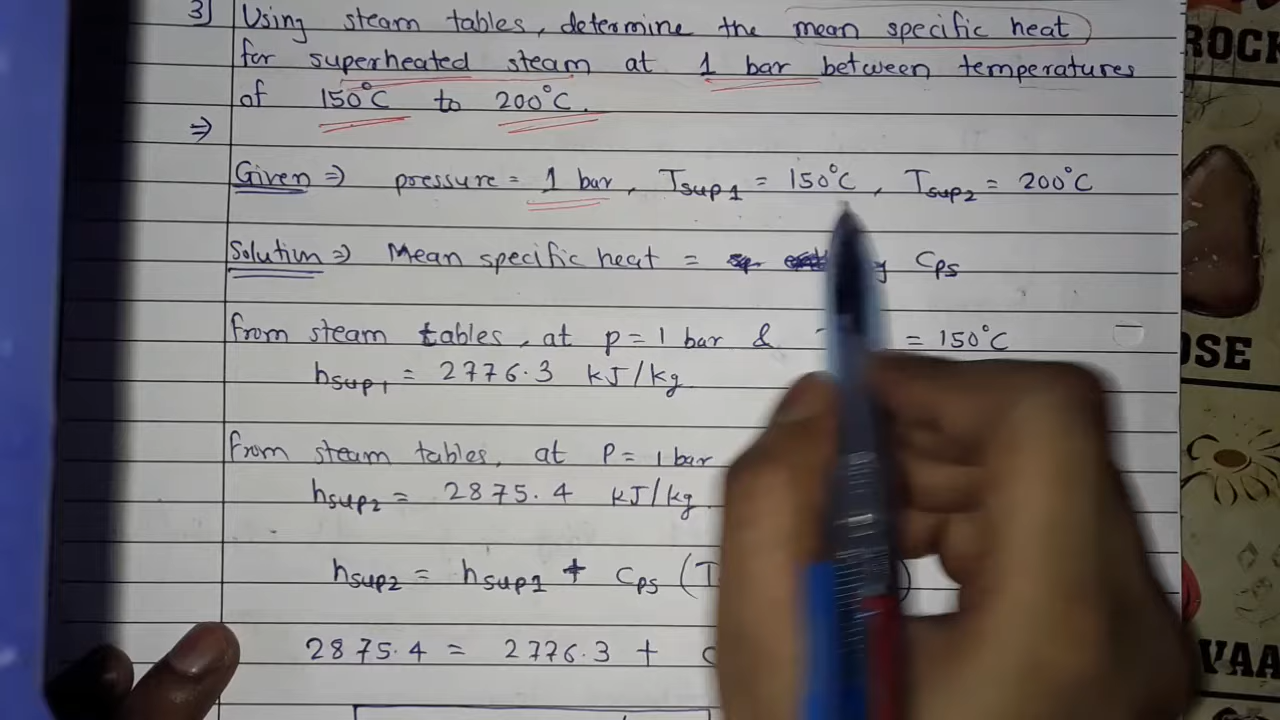 3) Using steam tables, determine the mean specific heat
for superheated steam at 1 bar between temperatures
of 150°C to 200°C.
⇒
Given ⇒ pressure = 1 bar, Tsup1 = 150°C, Tsup2 = 200°C
Solution ⇒ Mean specific heat = Cps
from steam tables, at p = 1 bar & = 150°C
hsup1 = 2776.3 kJ/kg
from steam tables, at P = 1 bar
hsup2 = 2875.4 kJ/kg
hsup2 = hsup1 + Cps (T )
2875.4 = 2776.3 +
ROCK
OSE
VAA